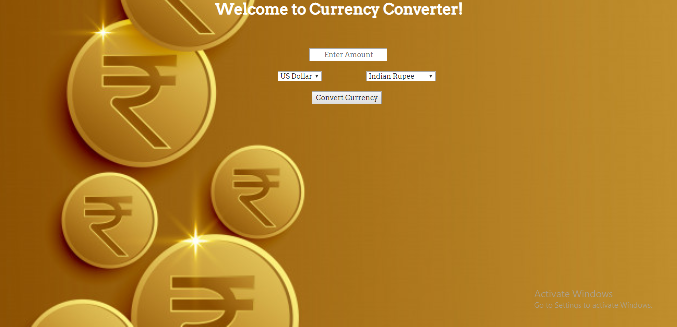 Welcome to Currency Converter!
Enter Amount
US Dollar
Indian Rupee
Convert Currency
Activate Windows
Go to Settings to activate Windows.